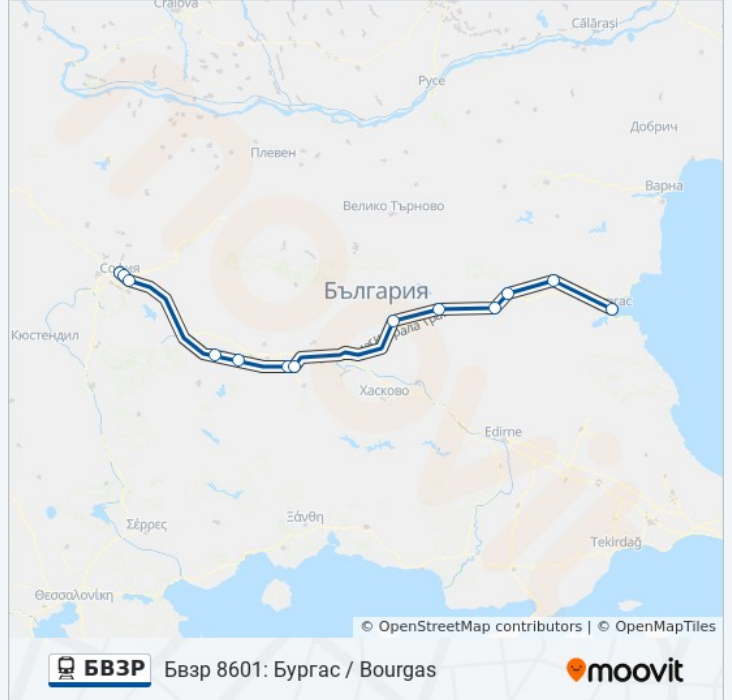 Craiova
Călărași
Русе
Добрич
Плевен
Варна
Велико Търново
София
България
гас
Кюстендил
Хасково
Edirne
Ξάνθη
Σέρρες
Tekirdağ
Θεσσαλονίκη
© OpenStreetMap contributors | © OpenMapTiles
БВЗР Бвзр 8601: Бургас / Bourgas
moovit